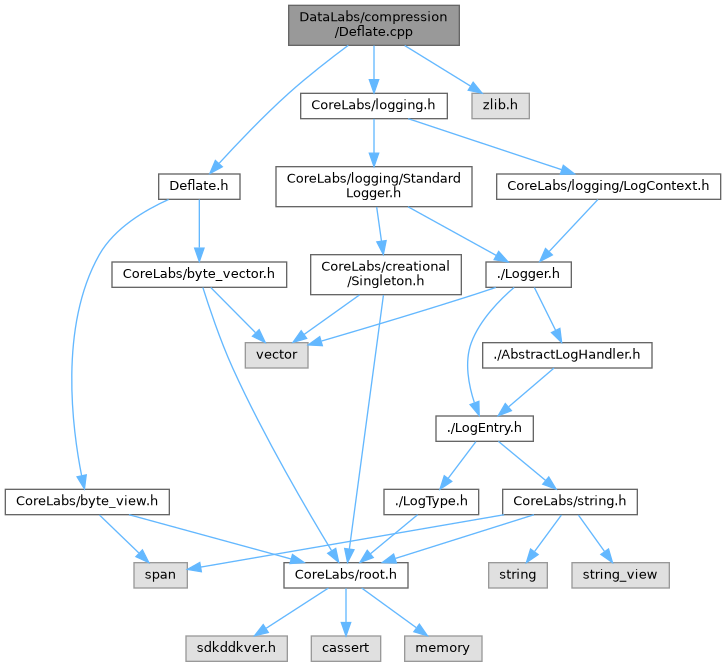 DataLabs/compression
/Deflate.cpp
CoreLabs/logging.h
zlib.h
Deflate.h
CoreLabs/logging/Standard
Logger.h
CoreLabs/logging/LogContext.h
CoreLabs/byte_vector.h
CoreLabs/creational
/Singleton.h
./Logger.h
vector
./AbstractLogHandler.h
./LogEntry.h
CoreLabs/byte_view.h
./LogType.h
CoreLabs/string.h
span
CoreLabs/root.h
string
string_view
sdkddkver.h
cassert
memory